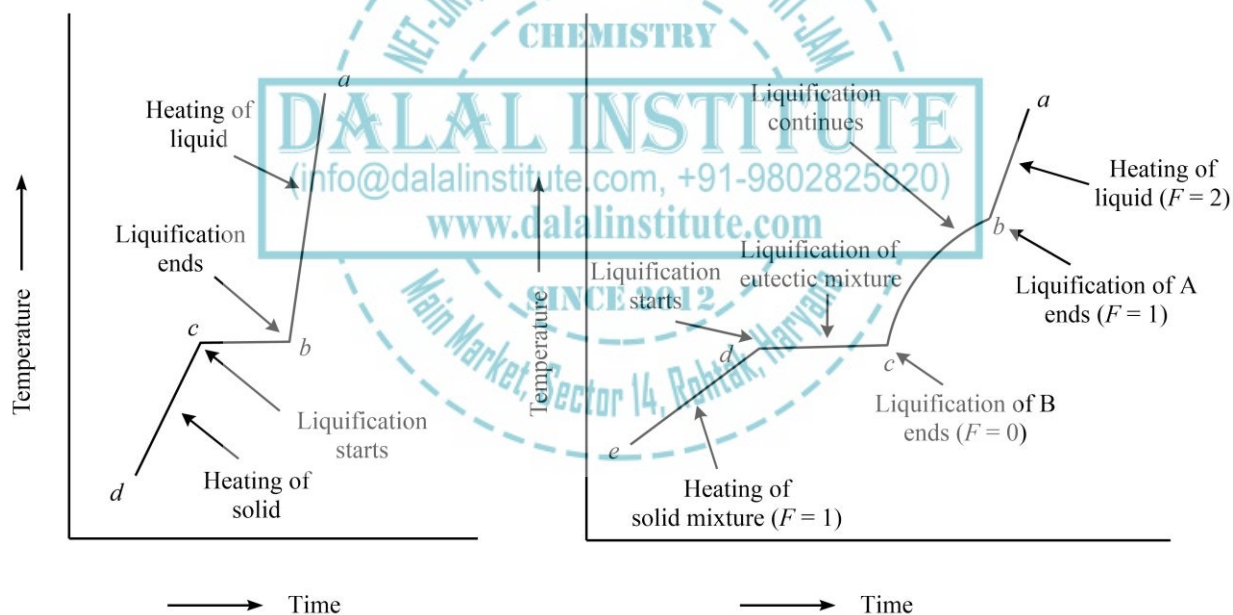 NET-JRF
IIT-JAM
CHEMISTRY
DALAL INSTITUTE
(info@dalalinstitute.com, +91-9802825820)
www.dalalinstitute.com
SINCE 2012
Main Market, Sector 14, Rohtak, Haryana
Temperature
a
Heating of
liquid
Liquification
ends
c
b
Liquification
starts
d
Heating of
solid
Time
Temperature
Liquification
continues
a
Heating of
liquid (F = 2)
b
Liquification of
eutectic mixture
Liquification
starts
Liquification of A
ends (F = 1)
d
c
Liquification of B
ends (F = 0)
e
Heating of
solid mixture (F = 1)
Time